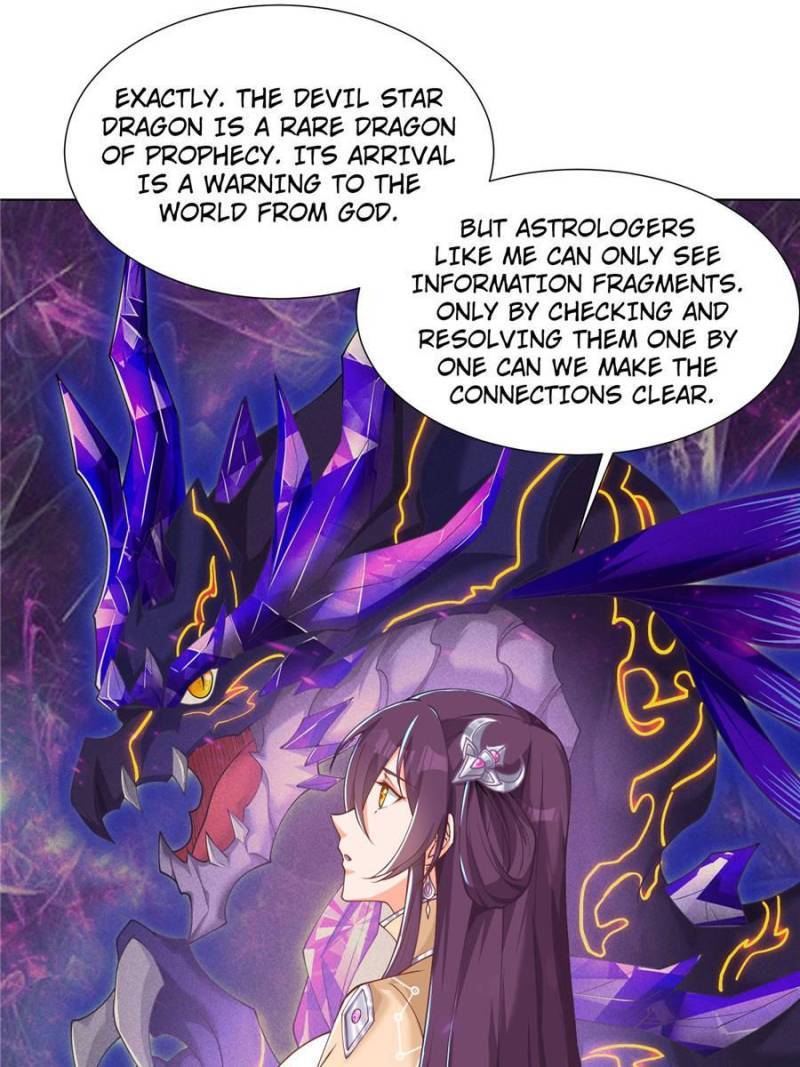 EXACTLY. THE DEVIL STAR
DRAGON IS A RARE DRAGON
OF PROPHECY. ITS ARRIVAL
IS A WARNING TO THE
WORLD FROM GOD.
BUT ASTROLOGERS
LIKE ME CAN ONLY SEE
INFORMATION FRAGMENTS.
ONLY BY CHECKING AND
RESOLVING THEM ONE BY
ONE CAN WE MAKE THE
CONNECTIONS CLEAR.